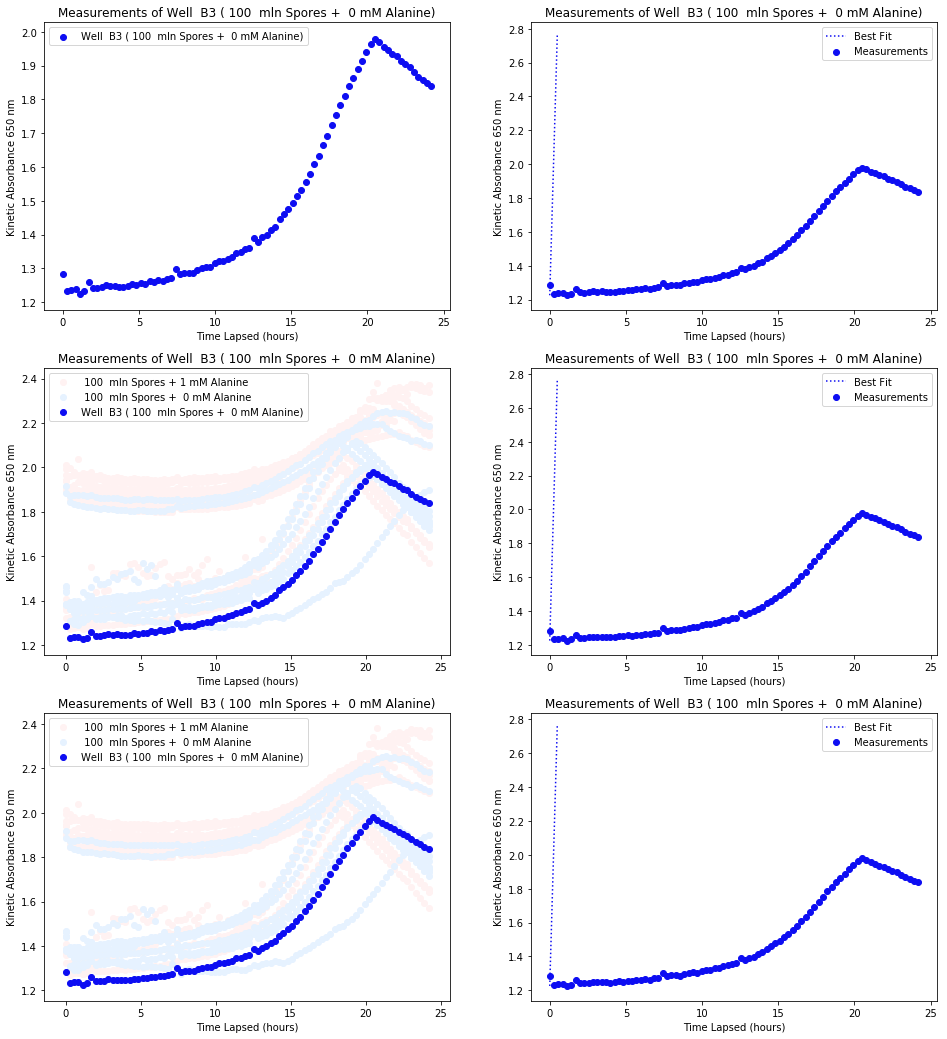 Measurements of Well  B3 ( 100  mln Spores +  0 mM Alanine)
Kinetic Absorbance 650 nm
2.0
1.9
1.8
1.7
1.6
1.5
1.4
1.3
1.2
Well  B3 ( 100  mln Spores +  0 mM Alanine)
0 5 10 15 20 25
Time Lapsed (hours)
Measurements of Well  B3 ( 100  mln Spores +  0 mM Alanine)
Kinetic Absorbance 650 nm
2.8
2.6
2.4
2.2
2.0
1.8
1.6
1.4
1.2
Best Fit
Measurements
0 5 10 15 20 25
Time Lapsed (hours)
Measurements of Well  B3 ( 100  mln Spores +  0 mM Alanine)
Kinetic Absorbance 650 nm
2.4
2.2
2.0
1.8
1.6
1.4
1.2
100  mln Spores + 1 mM Alanine
100  mln Spores +  0 mM Alanine
Well  B3 ( 100  mln Spores +  0 mM Alanine)
0 5 10 15 20 25
Time Lapsed (hours)
Measurements of Well  B3 ( 100  mln Spores +  0 mM Alanine)
Kinetic Absorbance 650 nm
2.8
2.6
2.4
2.2
2.0
1.8
1.6
1.4
1.2
Best Fit
Measurements
0 5 10 15 20 25
Time Lapsed (hours)
Measurements of Well  B3 ( 100  mln Spores +  0 mM Alanine)
Kinetic Absorbance 650 nm
2.4
2.2
2.0
1.8
1.6
1.4
1.2
100  mln Spores + 1 mM Alanine
100  mln Spores +  0 mM Alanine
Well  B3 ( 100  mln Spores +  0 mM Alanine)
0 5 10 15 20 25
Time Lapsed (hours)
Measurements of Well  B3 ( 100  mln Spores +  0 mM Alanine)
Kinetic Absorbance 650 nm
2.8
2.6
2.4
2.2
2.0
1.8
1.6
1.4
1.2
Best Fit
Measurements
0 5 10 15 20 25
Time Lapsed (hours)